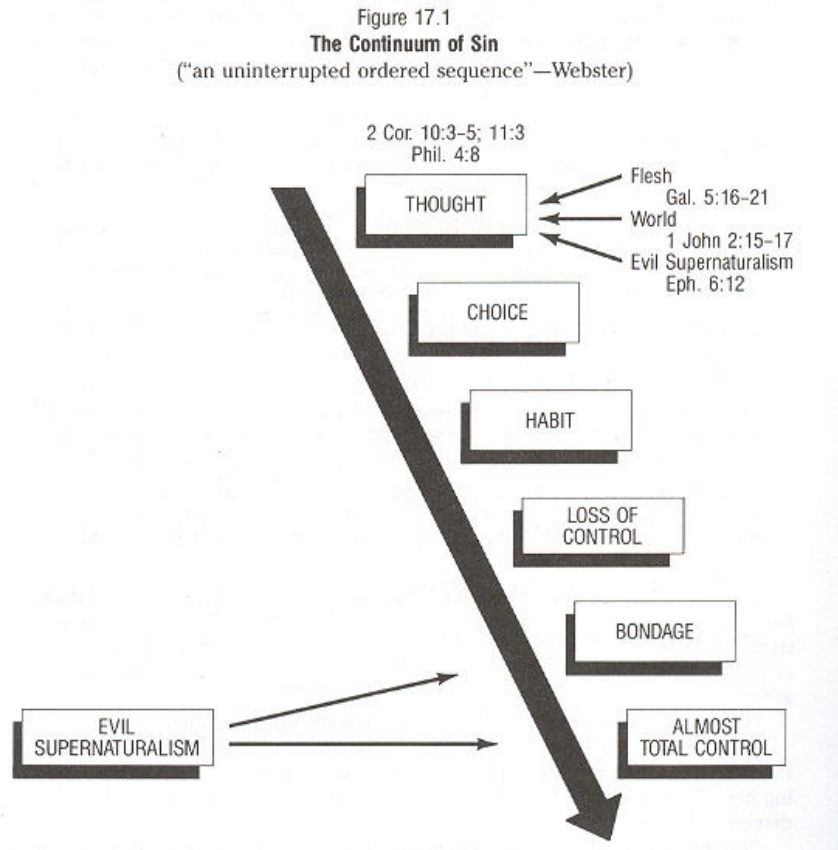 Figure 17.1
The Continuum of Sin
("an uninterrupted ordered sequence"—Webster)
2 Cor. 10:3–5; 11:3
Phil. 4:8
THOUGHT
Flesh
Gal. 5:16–21
World
1 John 2:15–17
Evil Supernaturalism
Eph. 6:12
CHOICE
HABIT
LOSS OF
CONTROL
BONDAGE
EVIL
SUPERNATURALISM
ALMOST
TOTAL CONTROL